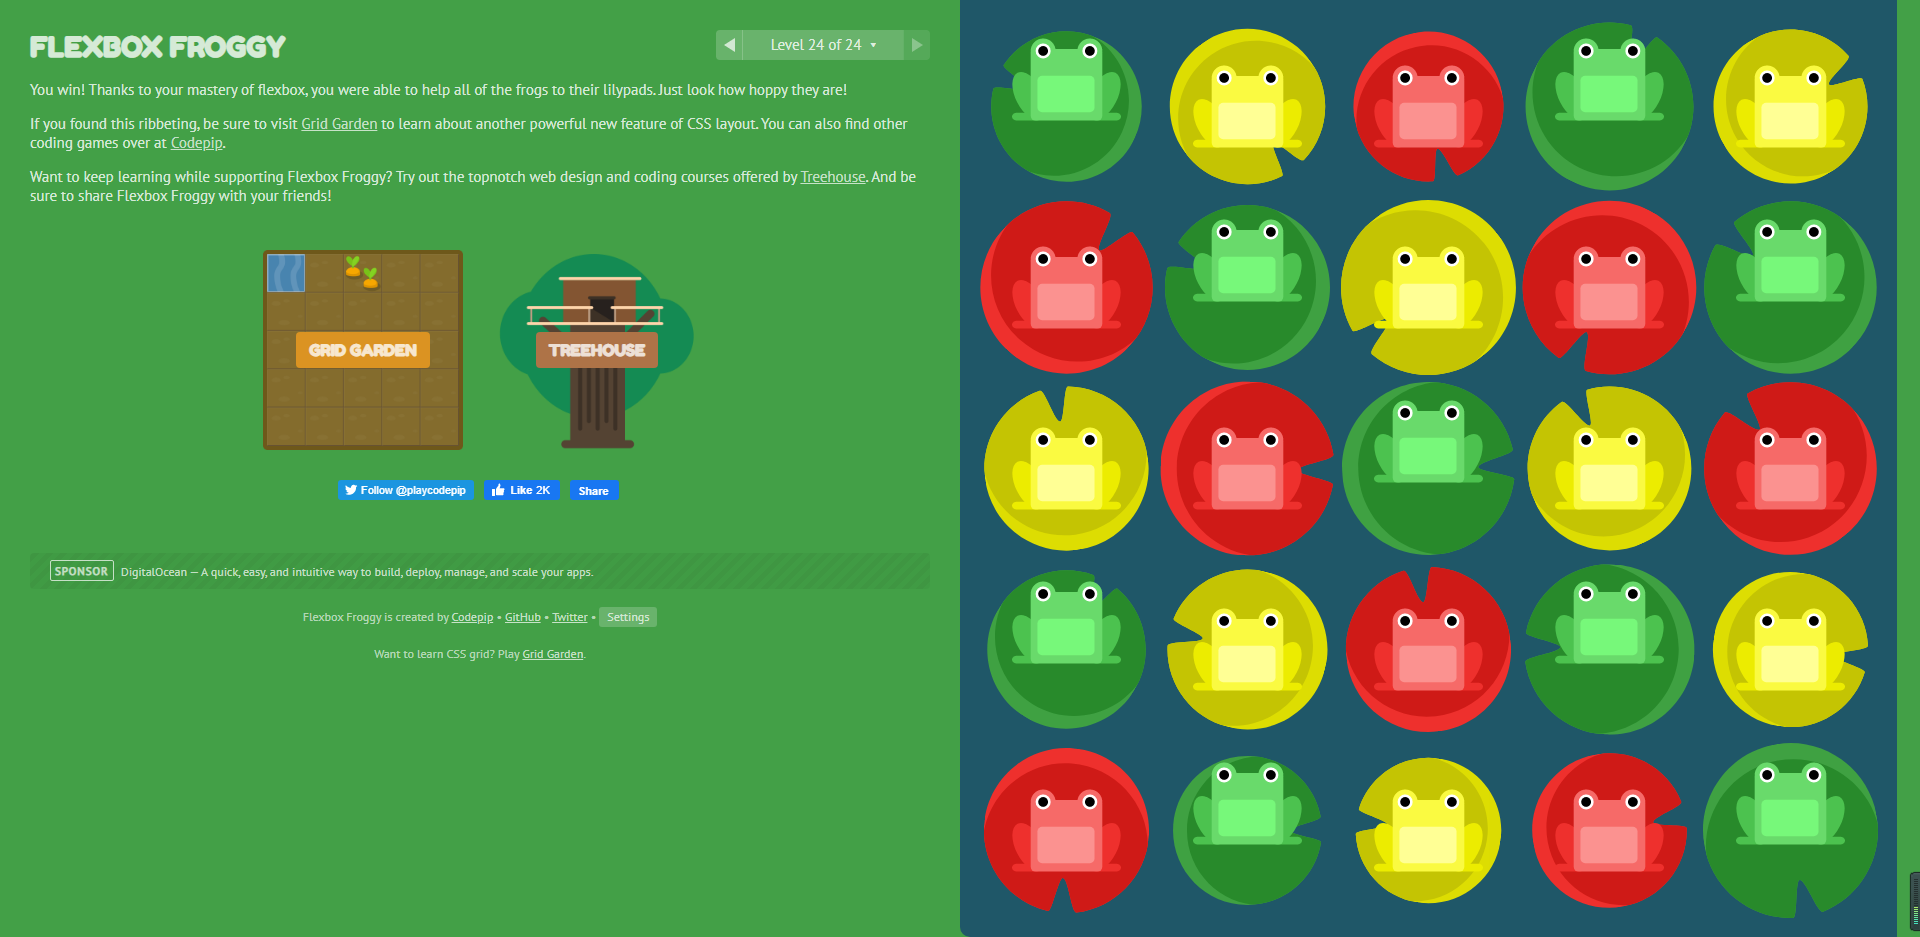 FLEXBOX FROGGY
Level 24 of 24
You win! Thanks to your mastery of flexbox, you were able to help all of the frogs to their lilypads. Just look how hoppy they are!
If you found this ribbeting, be sure to visit Grid Garden to learn about another powerful new feature of CSS layout. You can also find other
coding games over at Codepip.
Want to keep learning while supporting Flexbox Froggy? Try out the topnotch web design and coding courses offered by Treehouse. And be
sure to share Flexbox Froggy with your friends!
GRID GARDEN
TREEHOUSE
Follow @playcodepip
Like 2K
Share
SPONSOR DigitalOcean — A quick, easy, and intuitive way to build, deploy, manage, and scale your apps.
Flexbox Froggy is created by Codepip • GitHub • Twitter • Settings
Want to learn CSS grid? Play Grid Garden.